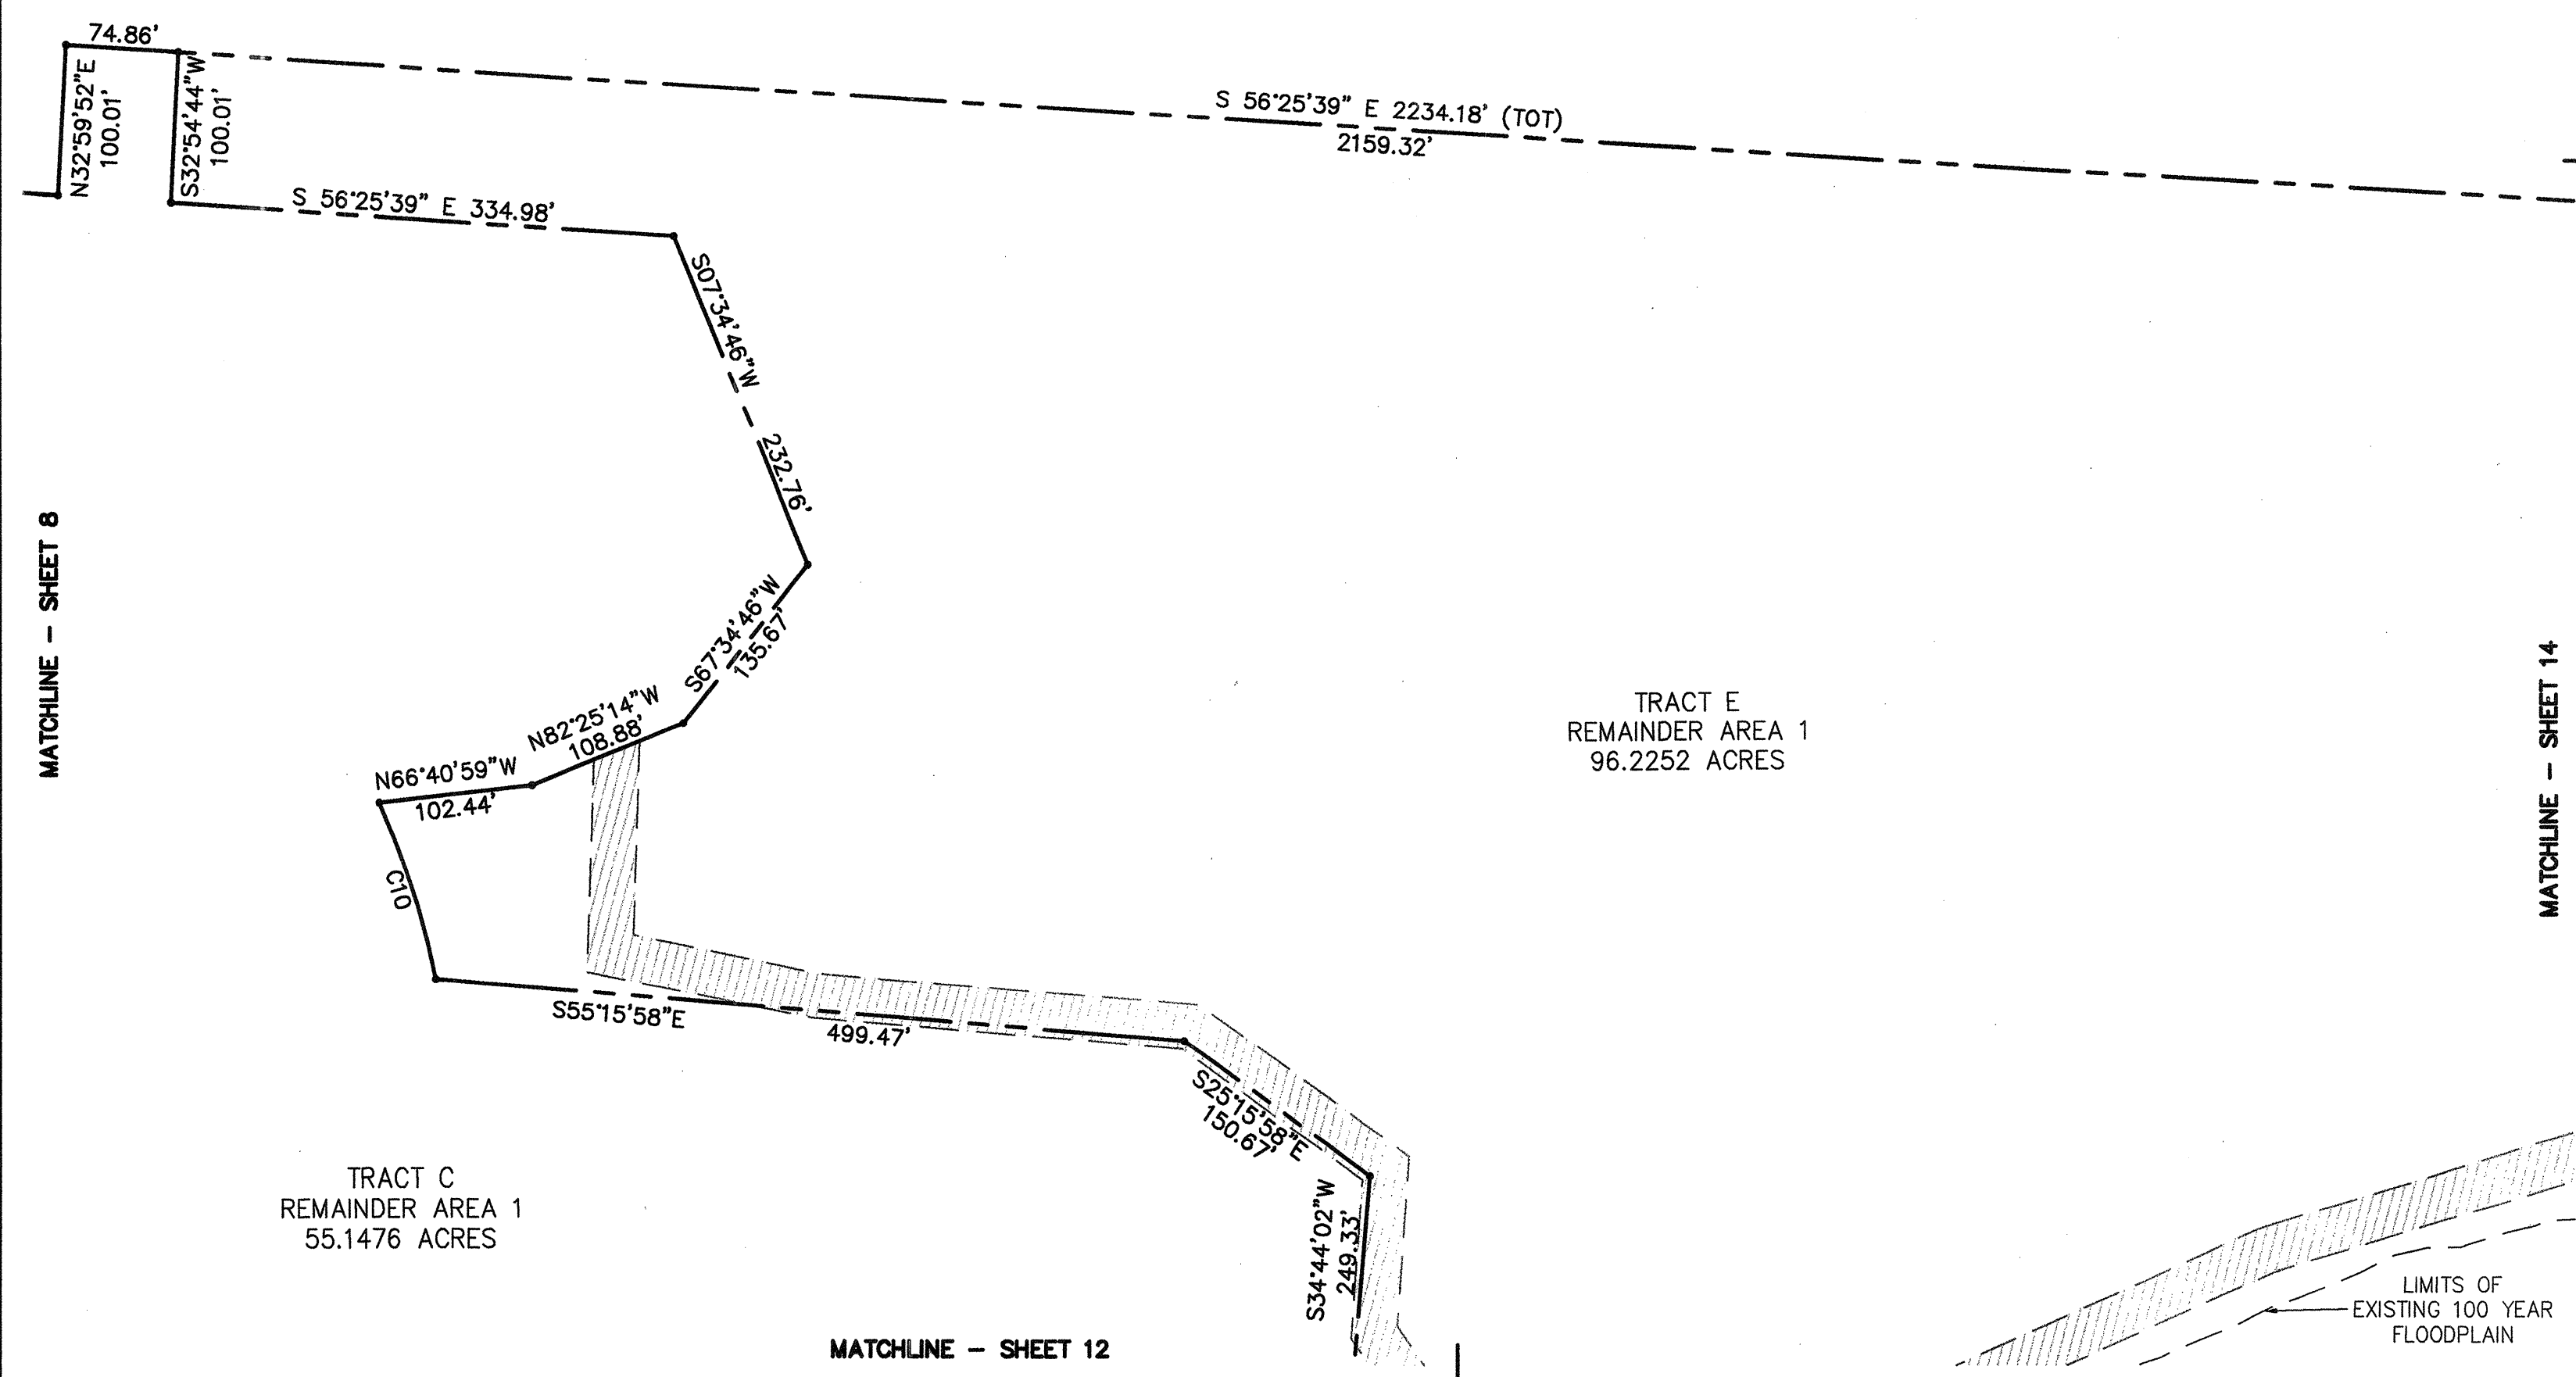 74.86'
N32°59'52"E
100.01'
S32°54'44"W
100.01'
S 56°25'39" E 2234.18' (TOT)
2159.32'
S 56°25'39" E 334.98'
S07°34'46"W
232.76'
MATCHLINE - SHEET 8
S67°34'46"W
135.67'
N82°25'14"W
108.88'
N66°40'59"W
102.44'
C10
TRACT E
REMAINDER AREA 1
96.2252 ACRES
MATCHLINE - SHEET 14
S55°15'58"E
499.47'
S25°15'58"E
150.67'
S34°44'02"W
249.33'
TRACT C
REMAINDER AREA 1
55.1476 ACRES
LIMITS OF
EXISTING 100 YEAR
FLOODPLAIN
MATCHLINE - SHEET 12